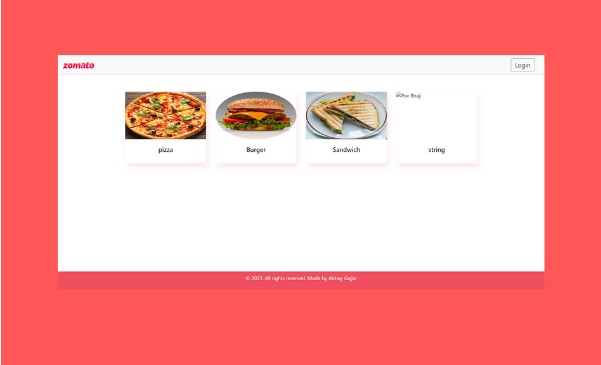 zomato
Login
Pav Bhaji
pizza
Burger
Sandwich
string
© 2023. All rights reserved. Made by Abhay Gajjar